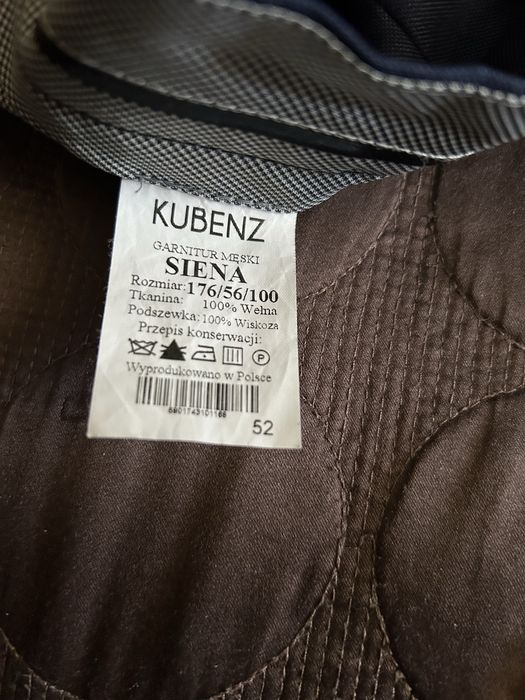 KUBENZ
GARNITUR MĘSKI
SIENA
Rozmiar: 176/56/100
Tkanina: 100% Wełna
Podszewka: 100% Wiskoza
Przepis konserwacji:
P
Wyprodukowano w Polsce
5901743101168
52